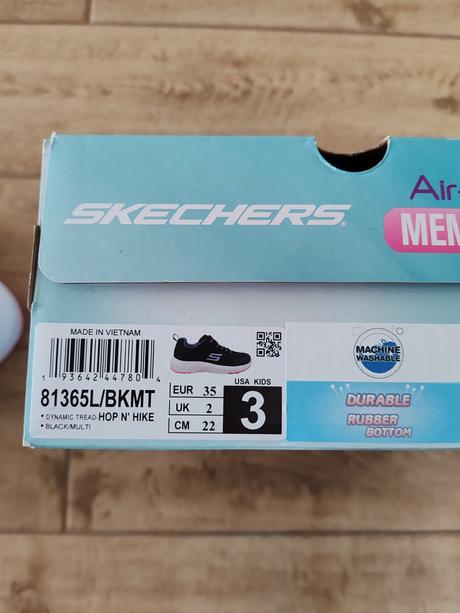 Air-
SKECHERS®
MEM
MADE IN VIETNAM
1 93642 44780 4
81365L/BKMT
• DYNAMIC TREAD-HOP N' HIKE
• BLACK/MULTI
EUR 35
UK 2
CM 22
USA KIDS
3
MACHINE
WASHABLE
DURABLE
RUBBER
BOTTOM